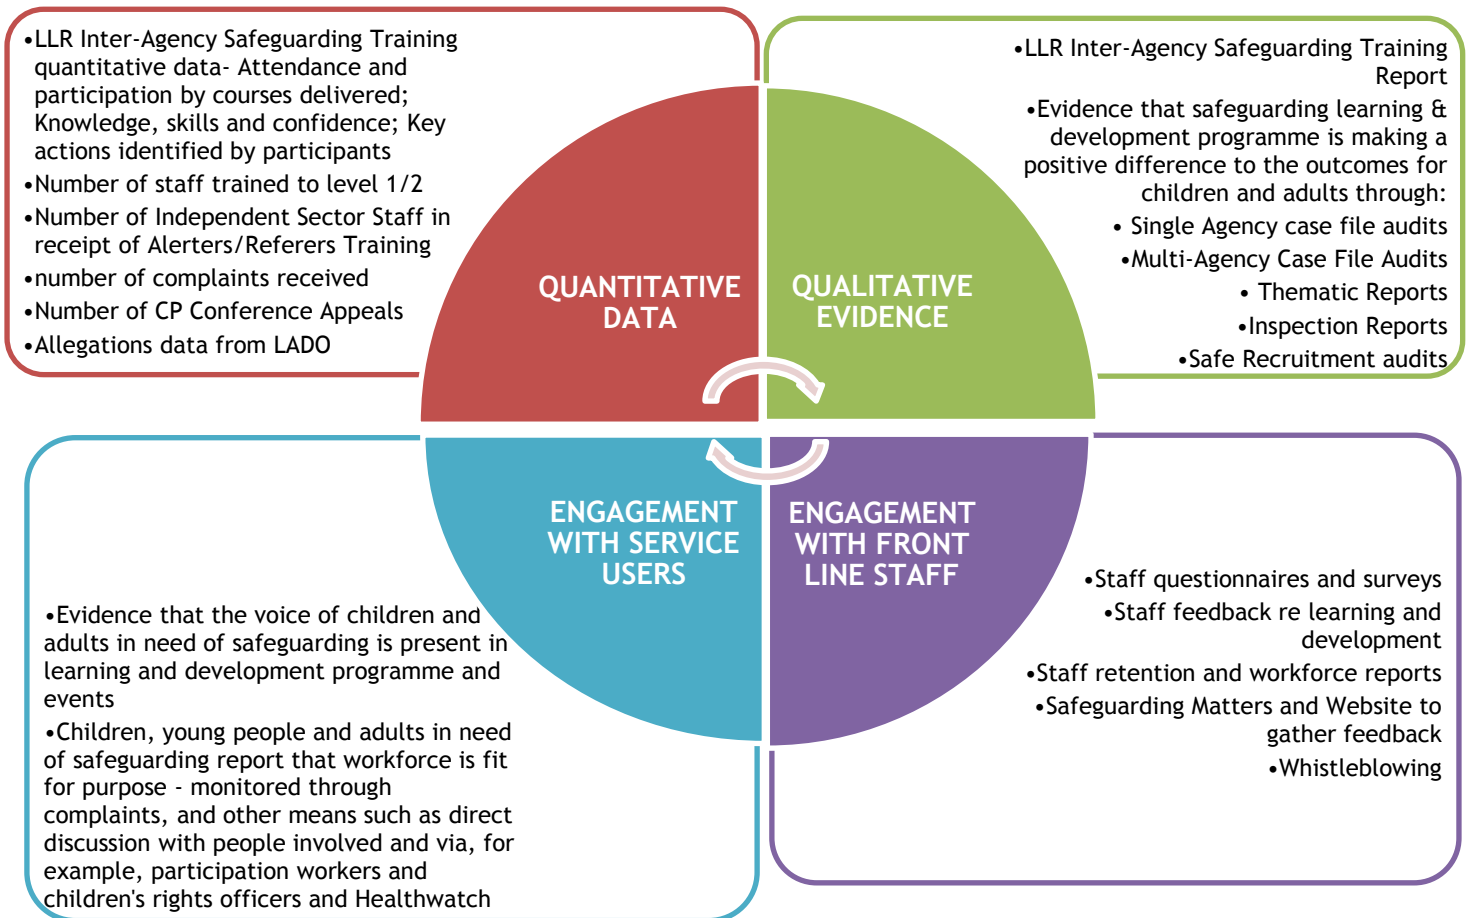 •LLR Inter-Agency Safeguarding Training
quantitative data- Attendance and
participation by courses delivered;
Knowledge, skills and confidence; Key
actions identified by participants
•Number of staff trained to level 1/2
•Number of Independent Sector Staff in
receipt of Alerters/Referers Training
•number of complaints received
•Number of CP Conference Appeals
•Allegations data from LADO
•LLR Inter-Agency Safeguarding Training
Report
•Evidence that safeguarding learning &
development programme is making a
positive difference to the outcomes for
children and adults through:
• Single Agency case file audits
•Multi-Agency Case File Audits
• Thematic Reports
•Inspection Reports
•Safe Recruitment audits
QUANTITATIVE
DATA
QUALITATIVE
EVIDENCE
ENGAGEMENT
WITH SERVICE
USERS
ENGAGEMENT
WITH FRONT
LINE STAFF
•Evidence that the voice of children and
adults in need of safeguarding is present in
learning and development programme and
events
•Children, young people and adults in need
of safeguarding report that workforce is fit
for purpose - monitored through
complaints, and other means such as direct
discussion with people involved and via, for
example, participation workers and
children's rights officers and Healthwatch
•Staff questionnaires and surveys
•Staff feedback re learning and
development
•Staff retention and workforce reports
•Safeguarding Matters and Website to
gather feedback
•Whistleblowing